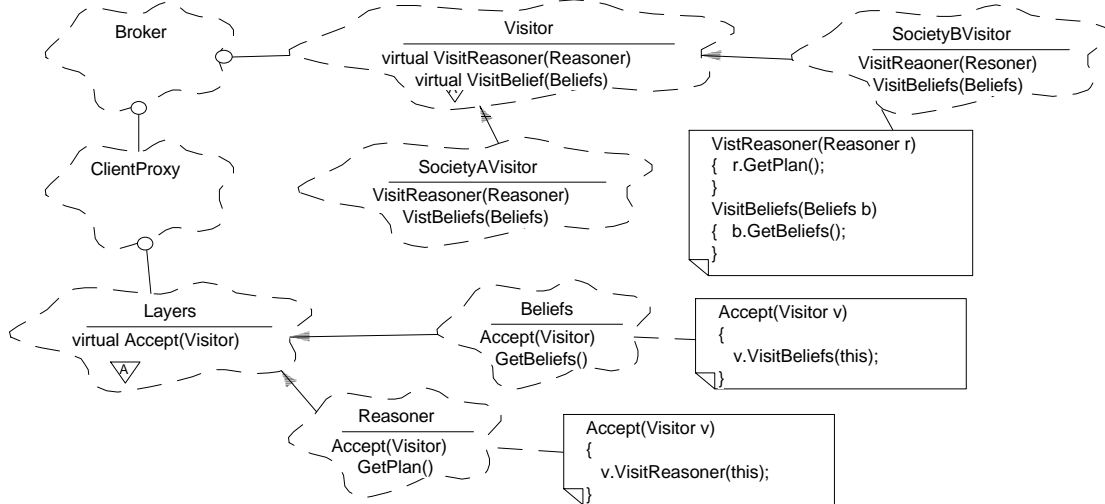 Broker
Visitor
virtual VisitReasoner(Reasoner)
virtual VisitBelief(Beliefs)
A
SocietyBVisitor
VisitReaoner(Resoner)
VisitBeliefs(Beliefs)
ClientProxy
SocietyAVisitor
VisitReasoner(Reasoner)
VistBeliefs(Beliefs)
VistReasoner(Reasoner r)
{ r.GetPlan();
}
VisitBeliefs(Beliefs b)
{ b.GetBeliefs();
}
Layers
virtual Accept(Visitor)
A
Beliefs
Accept(Visitor)
GetBeliefs()
Accept(Visitor v)
{
v.VisitBeliefs(this);
}
Reasoner
Accept(Visitor)
GetPlan()
Accept(Visitor v)
{
v.VisitReasoner(this);
}